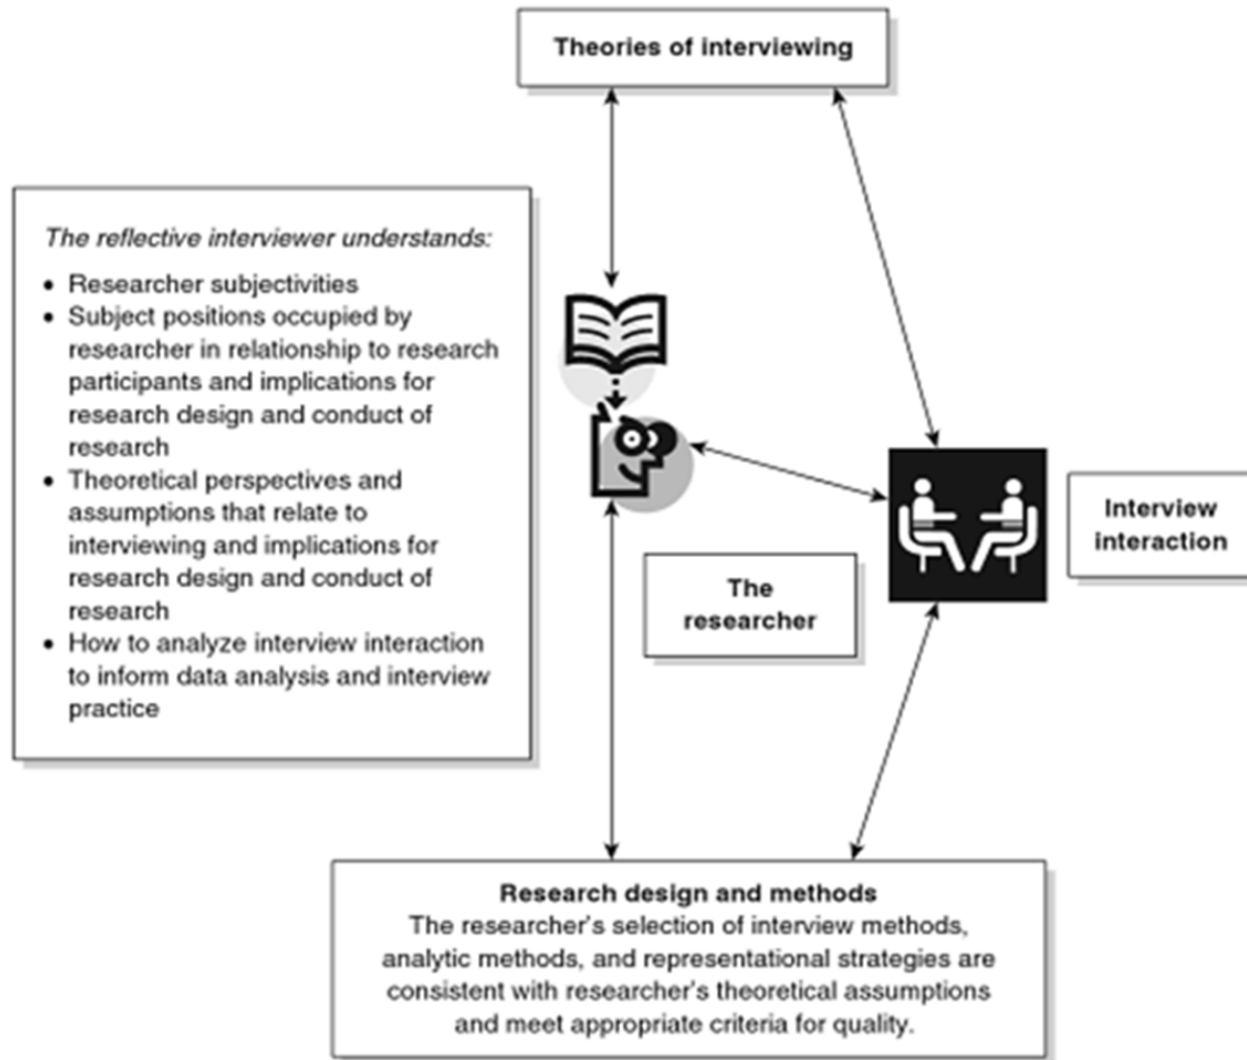 Theories of interviewing
The reflective interviewer understands:
• Researcher subjectivities
• Subject positions occupied by
researcher in relationship to research
participants and implications for
research design and conduct of
research
• Theoretical perspectives and
assumptions that relate to
interviewing and implications for
research design and conduct of
research
• How to analyze interview interaction
to inform data analysis and interview
practice
The
researcher
Interview
interaction
Research design and methods
The researcher's selection of interview methods,
analytic methods, and representational strategies are
consistent with researcher's theoretical assumptions
and meet appropriate criteria for quality.